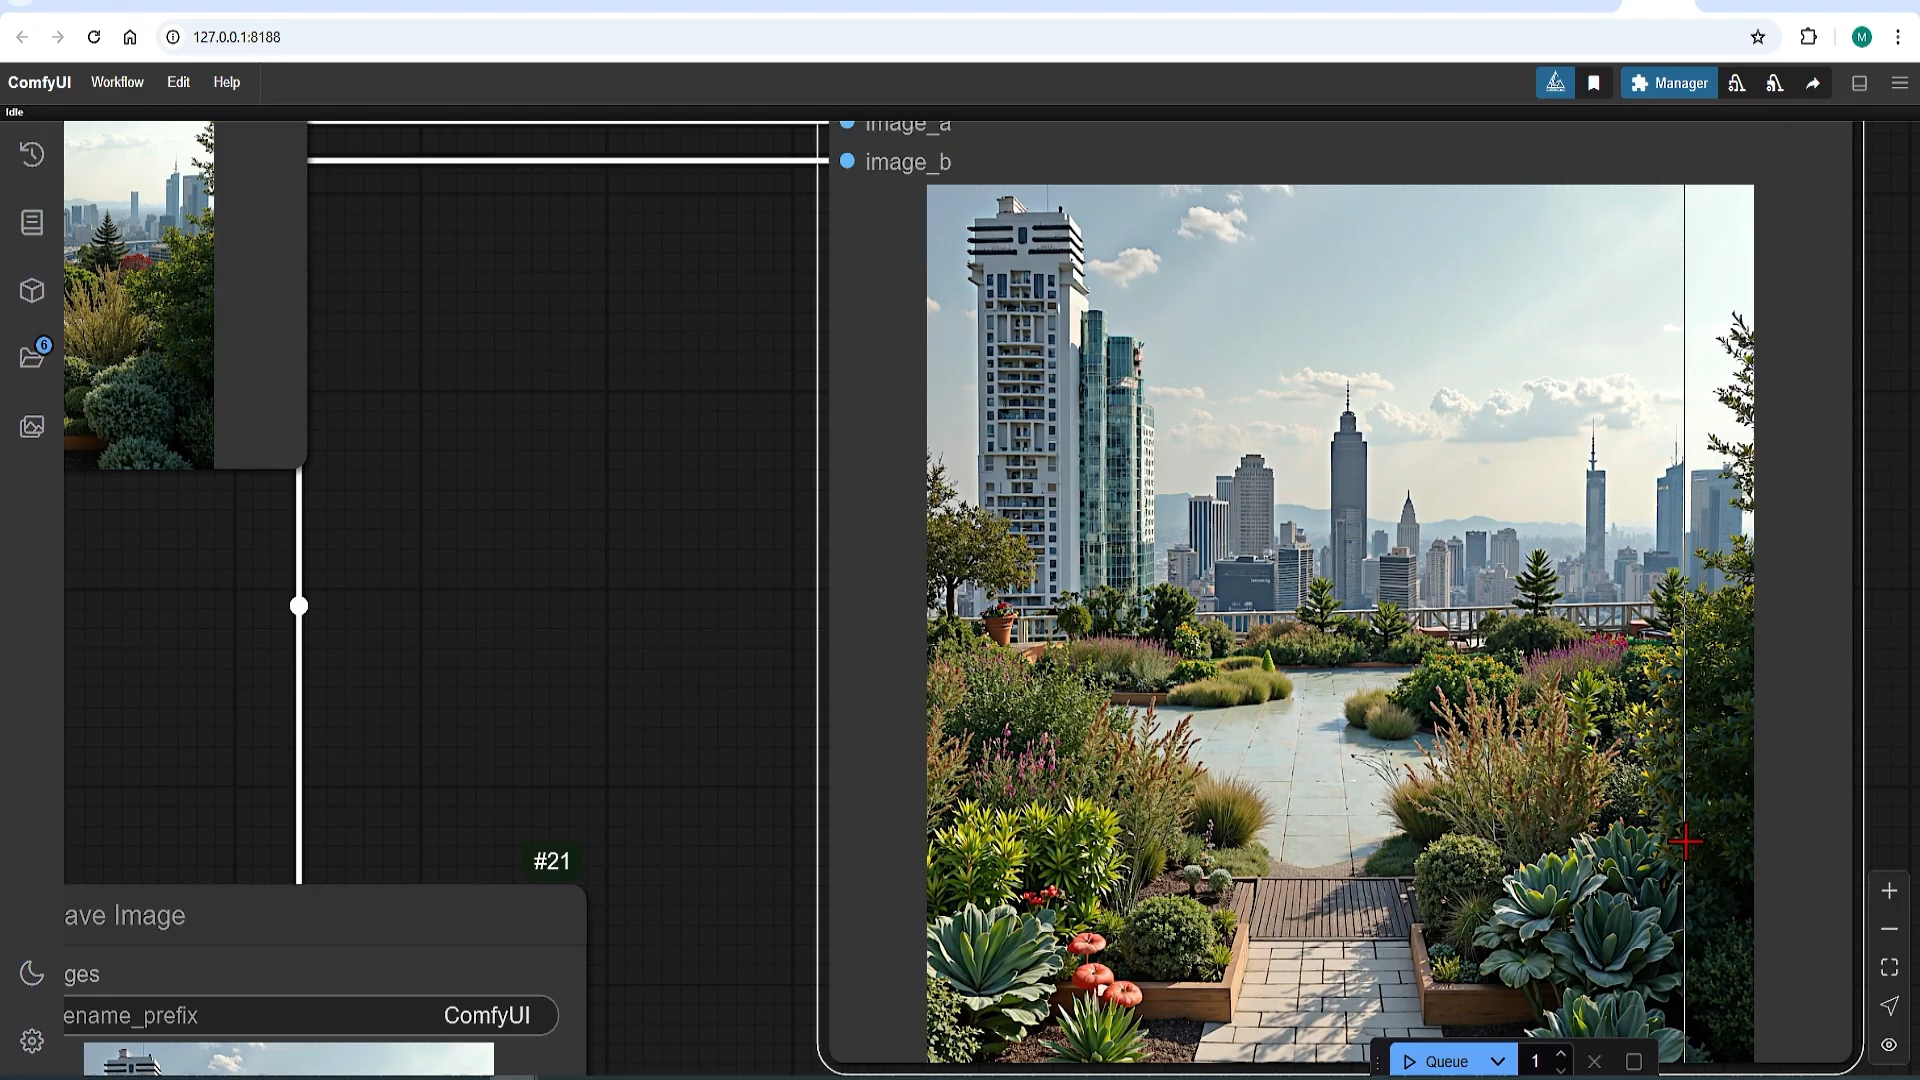 127.0.0.1:8188
M
ComfyUI Workflow Edit Help
Manager
Idle
image_a
image_b
6
#21
ave Image
ges
ename_prefix ComfyUI
Queue 1